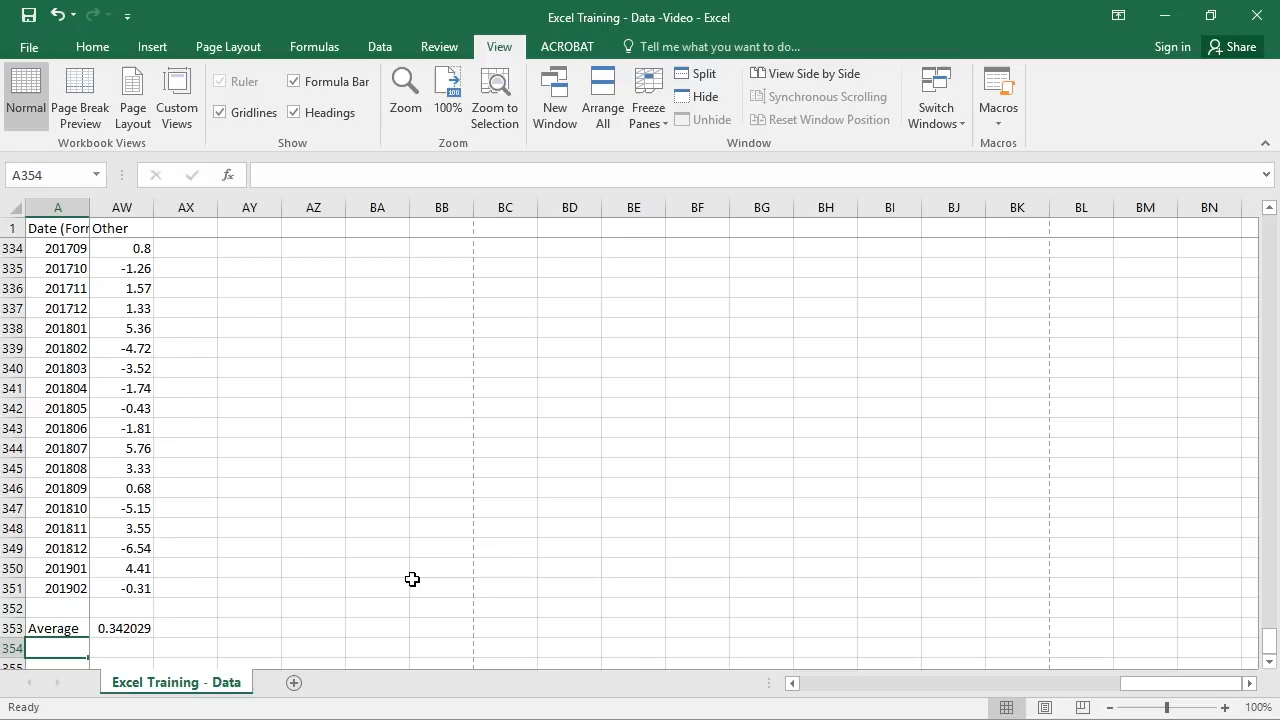 Excel Training - Data -Video - Excel
File Home Insert Page Layout Formulas Data Review View ACROBAT Tell me what you want to do... Sign in Share
Normal
Page Break Preview
Page Layout
Custom Views
Workbook Views
Ruler
Formula Bar
Gridlines
Headings
Show
Zoom
100%
Zoom to Selection
Zoom
New Window
Arrange All
Freeze Panes
Split
Hide
Unhide
View Side by Side
Synchronous Scrolling
Reset Window Position
Switch Windows
Window
Macros
Macros
A354 fx
A AW AX AY AZ BA BB BC BD BE BF BG BH BI BJ BK BL BM BN
1 Date (Forr Other
334 201709 0.8
335 201710 -1.26
336 201711 1.57
337 201712 1.33
338 201801 5.36
339 201802 -4.72
340 201803 -3.52
341 201804 -1.74
342 201805 -0.43
343 201806 -1.81
344 201807 5.76
345 201808 3.33
346 201809 0.68
347 201810 -5.15
348 201811 3.55
349 201812 -6.54
350 201901 4.41
351 201902 -0.31
352
353 Average 0.342029
354
355
Excel Training - Data
Ready 100%